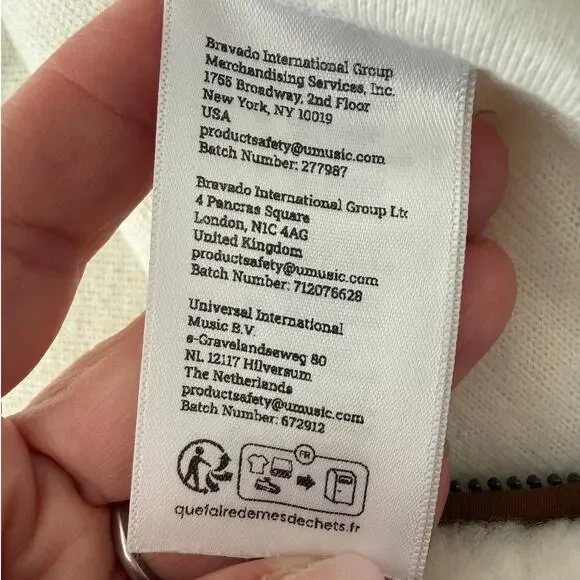 Bravado International Group
Merchandising Services, Inc.
1755 Broadway, 2nd Floor
New York, NY 10019
USA
productsafety@umusic.com
Batch Number: 277987
Bravado International Group Ltd
4 Pancras Square
London, N1C 4AG
United Kingdom
productsafety@umusic.com
Batch Number: 712076628
Universal International
Music B.V.
s-Gravelandseweg 80
NL 12117 Hilversum
The Netherlands
productsafety@umusic.com
Batch Number: 672912
FR
quefairedemesdechets.fr